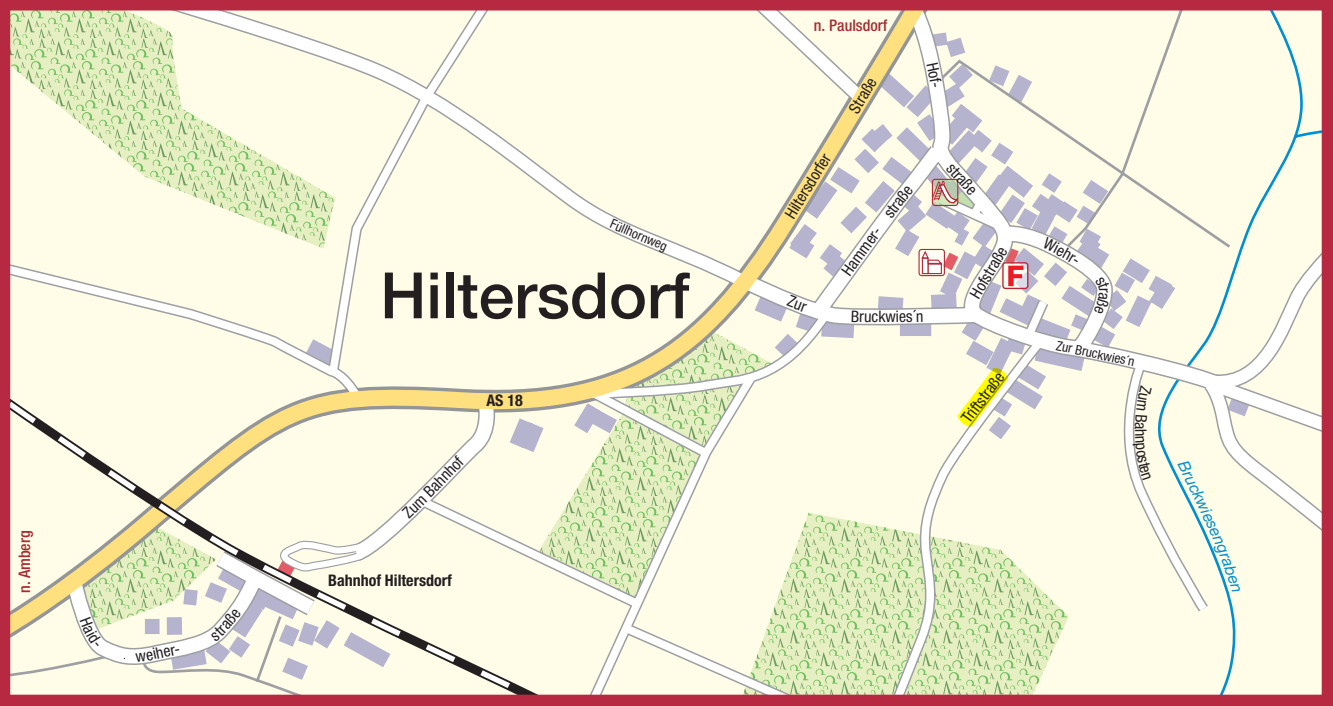 n. Paulsdorf
Hof-
Straße
Hiltersdorfer
straße
straße
Füllhornweg
Hammer-
Wiehr-
Hofstraße
F
straße
Hiltersdorf
Zur
Bruckwies´n
Zur Bruckwies´n
AS 18
Triftstraße
Zum Bahnposten
Zum Bahnhof
Bruckwiesengraben
n. Amberg
Bahnhof Hiltersdorf
Haid-
weiher-
straße